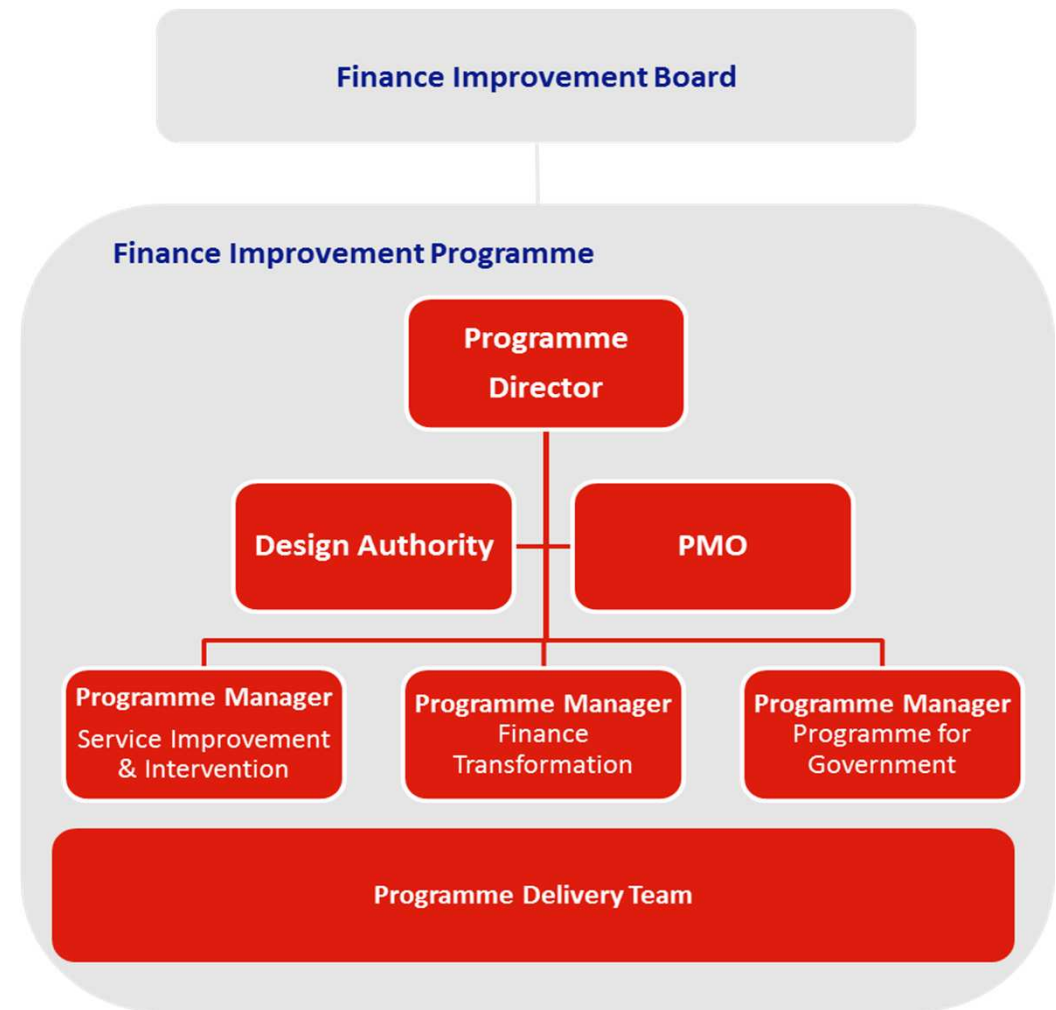 Finance Improvement Board
Finance Improvement Programme
Programme
Director
Design Authority
PMO
Programme Manager
Service Improvement
& Intervention
Programme Manager
Finance
Transformation
Programme Manager
Programme for
Government
Programme Delivery Team